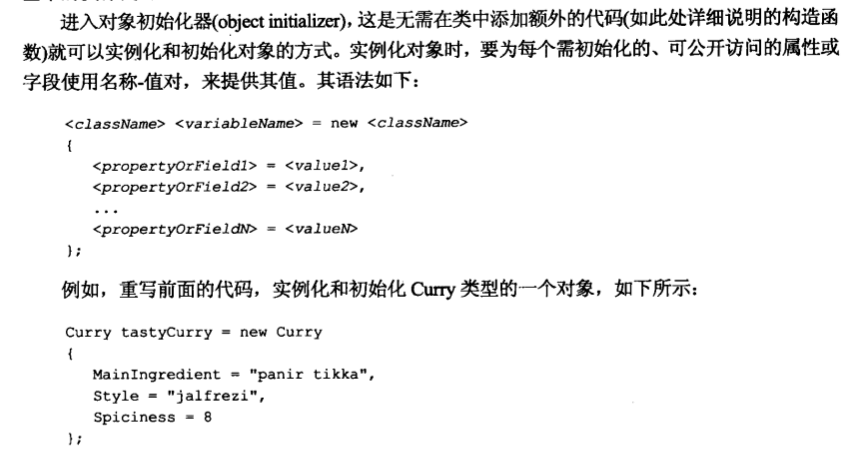 进入对象初始化器(object initializer)，这是无需在类中添加额外的代码(如此处详细说明的构造函
数)就可以实例化和初始化对象的方式。实例化对象时，要为每个需初始化的、可公开访问的属性或
字段使用名称-值对，来提供其值。其语法如下：
<className> <variableName> = new <className>
{
<propertyOrField1> = <value1>,
<propertyOrField2> = <value2>,
...
<propertyOrFieldN> = <valueN>
};
例如，重写前面的代码，实例化和初始化 Curry 类型的一个对象，如下所示：
Curry tastyCurry = new Curry
{
MainIngredient = "panir tikka",
Style = "jalfrezi",
Spiciness = 8
};